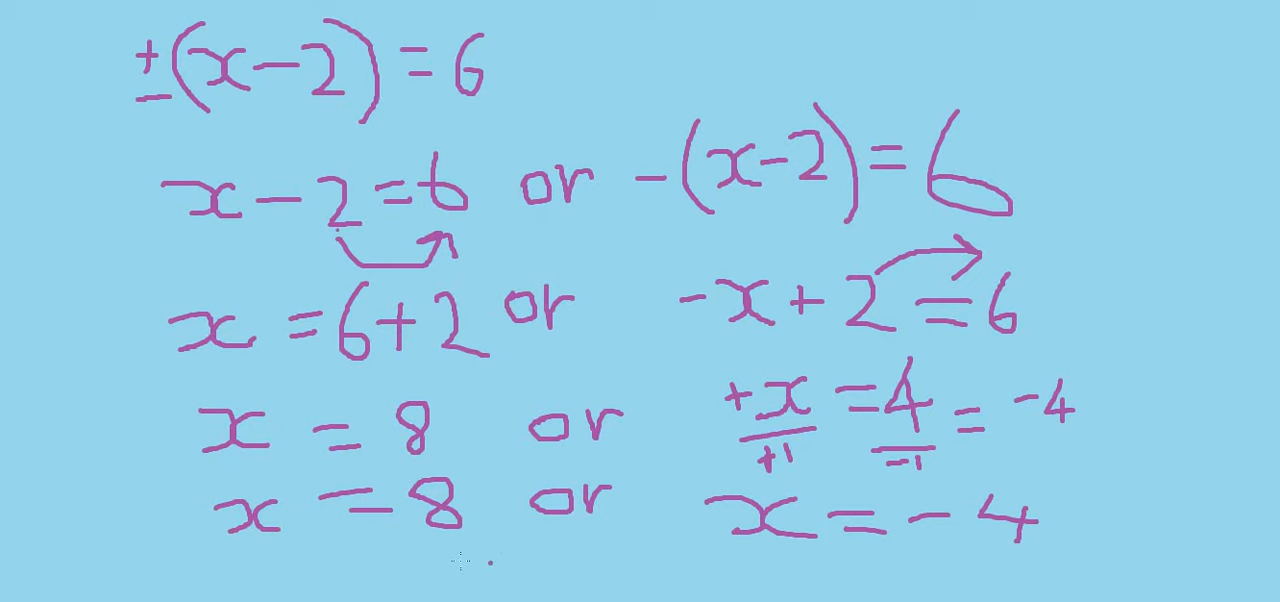 ±(x-2)=6
x-2=6 or -(x-2)=6
x=6+2 or -x+2=6
x=8 or +x/+1=4/-1=-4
x=8 or x=-4